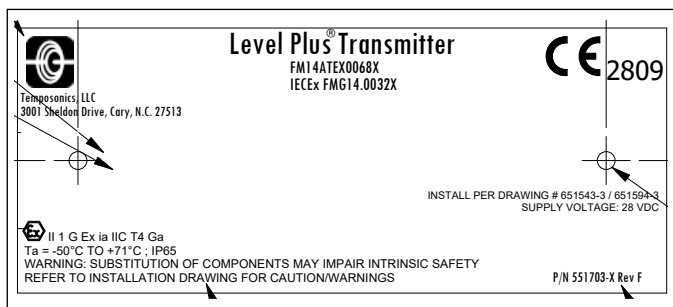 Level Plus® Transmitter
FM14ATEX0068X
IECEx FMG14.0032X
CE 2809
Temposonics, LLC
3001 Sheldon Drive, Cary, N.C. 27513
INSTALL PER DRAWING # 651543-3 / 651594-3
SUPPLY VOLTAGE: 28 VDC
Ex II 1 G Ex ia IIC T4 Ga
Ta = -50°C TO +71°C ; IP65
WARNING: SUBSTITUTION OF COMPONENTS MAY IMPAIR INTRINSIC SAFETY
REFER TO INSTALLATION DRAWING FOR CAUTION/WARNINGS
P/N 551703-X Rev F